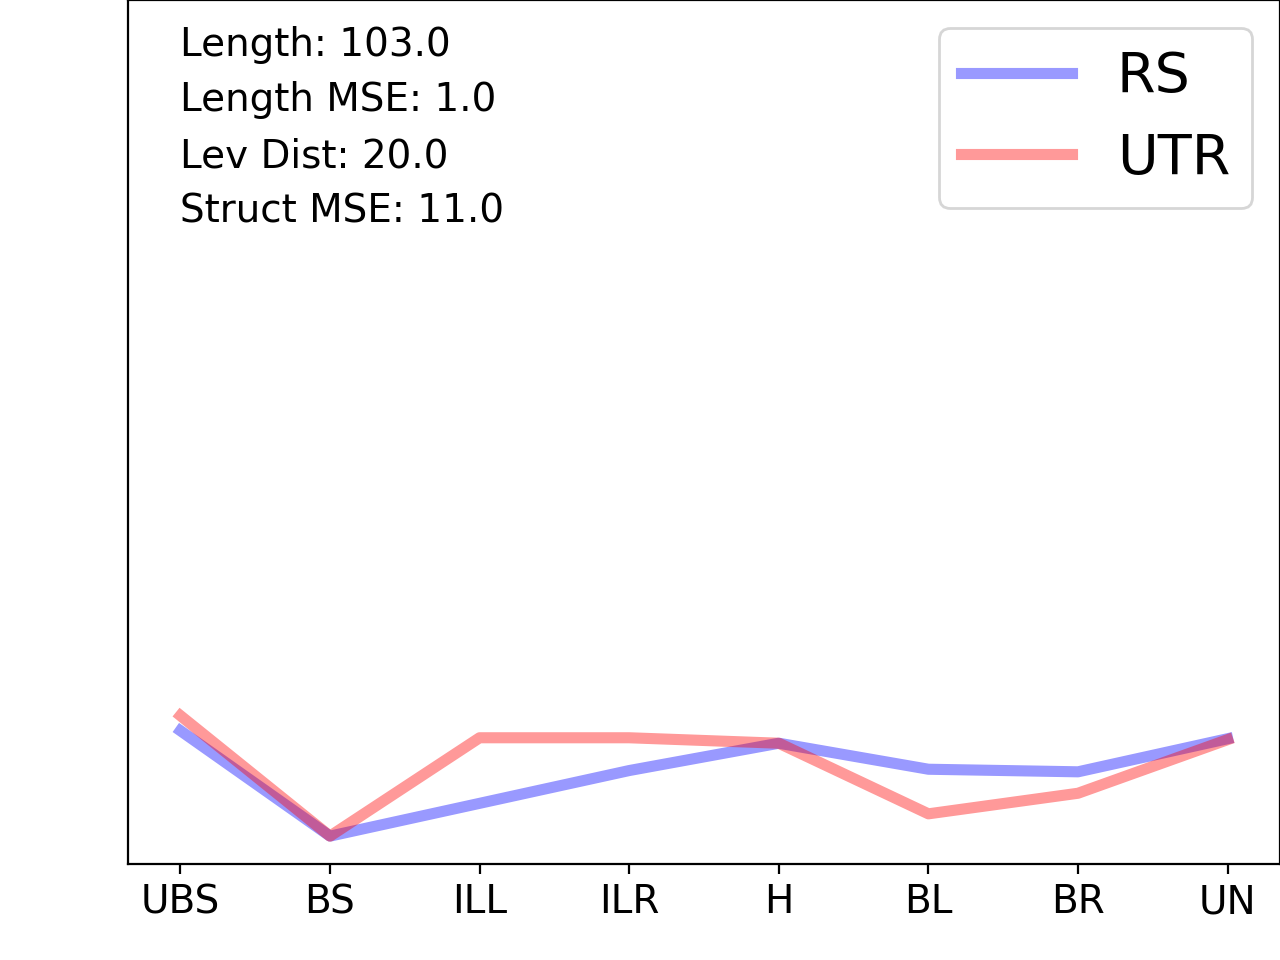 Length: 103.0
Length MSE: 1.0
Lev Dist: 20.0
Struct MSE: 11.0
RS
UTR
UBS BS ILL ILR H BL BR UN